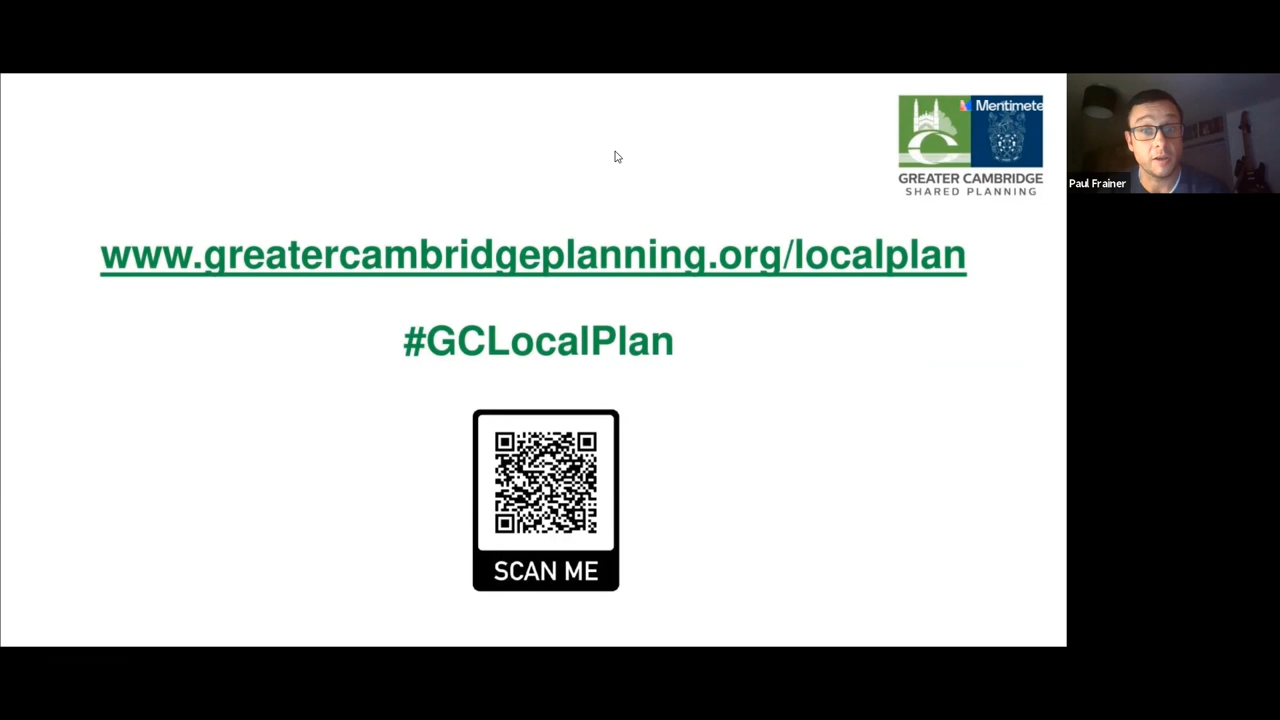 Mentimete
GREATER CAMBRIDGE
SHARED PLANNING
Paul Frainer
www.greatercambridgeplanning.org/localplan
#GCLocalPlan
SCAN ME